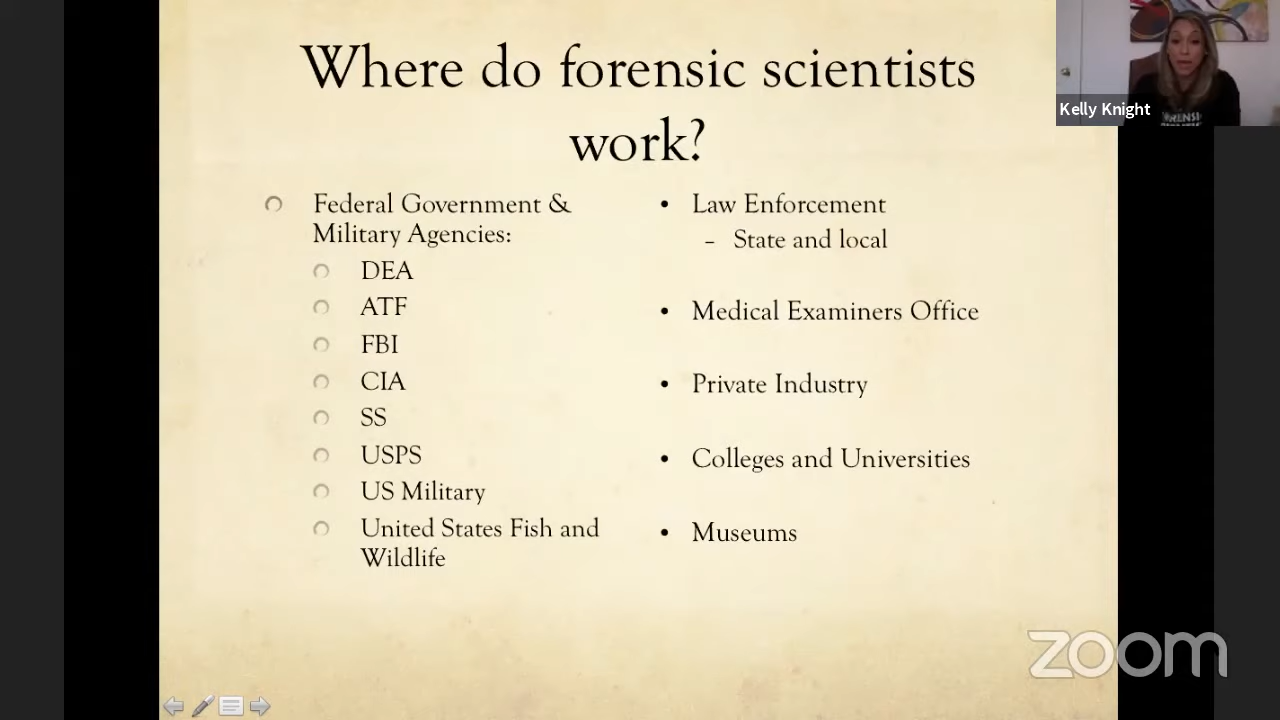 Where do forensic scientists
work?
Federal Government &
Military Agencies:
DEA
ATF
FBI
CIA
SS
USPS
US Military
United States Fish and
Wildlife
• Law Enforcement
– State and local
• Medical Examiners Office
• Private Industry
• Colleges and Universities
• Museums
Kelly Knight
zoom